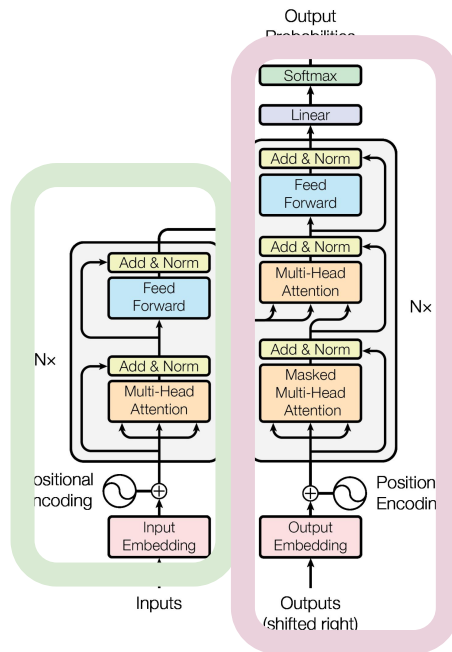 Output
Softmax
Linear
Add & Norm
Feed
Forward
Add & Norm
Multi-Head
Attention
Add & Norm
Masked
Multi-Head
Attention
N×
Position
Encodin
Output
Embedding
Outputs
(shifted right)
Add & Norm
Feed
Forward
N×
Add & Norm
Multi-Head
Attention
ositional
ncoding
Input
Embedding
Inputs